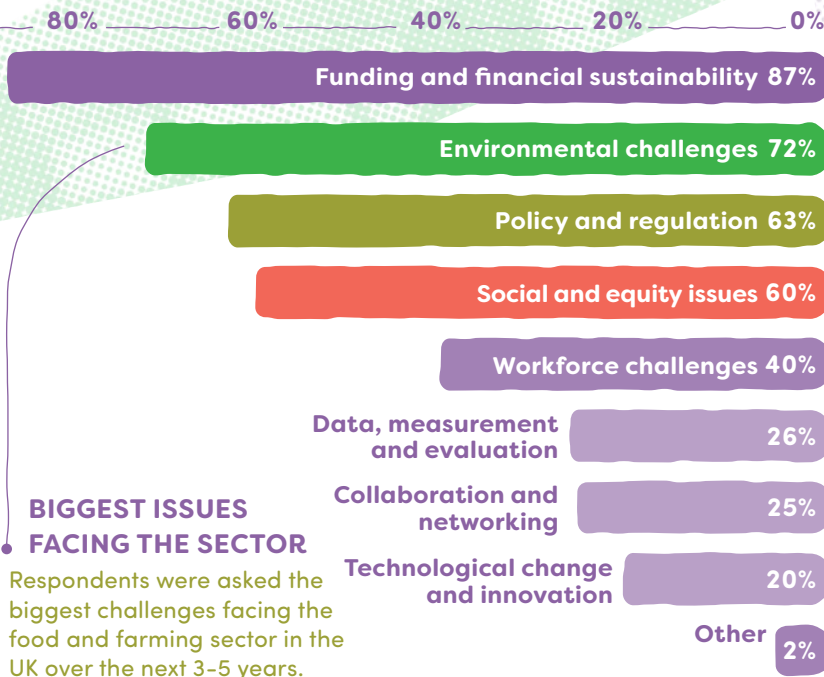 80% 60% 40% 20% 0%
Funding and financial sustainability 87%
Environmental challenges 72%
Policy and regulation 63%
Social and equity issues 60%
Workforce challenges 40%
Data, measurement
and evaluation
26%
Collaboration and
networking
25%
Technological change
and innovation
20%
Other
2%
BIGGEST ISSUES
FACING THE SECTOR
Respondents were asked the
biggest challenges facing the
food and farming sector in the
UK over the next 3-5 years.